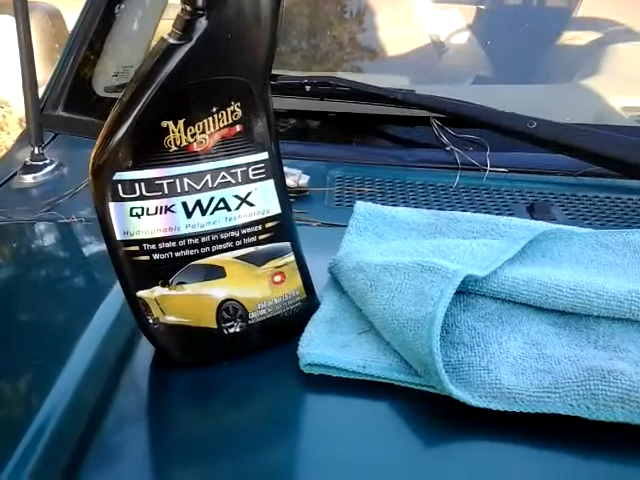 Meguiar's
ULTIMATE
QUIK WAX
Hydrophobic Polymer Technology
The state of the art in spray waxes
Won't whiten on plastic or trim!